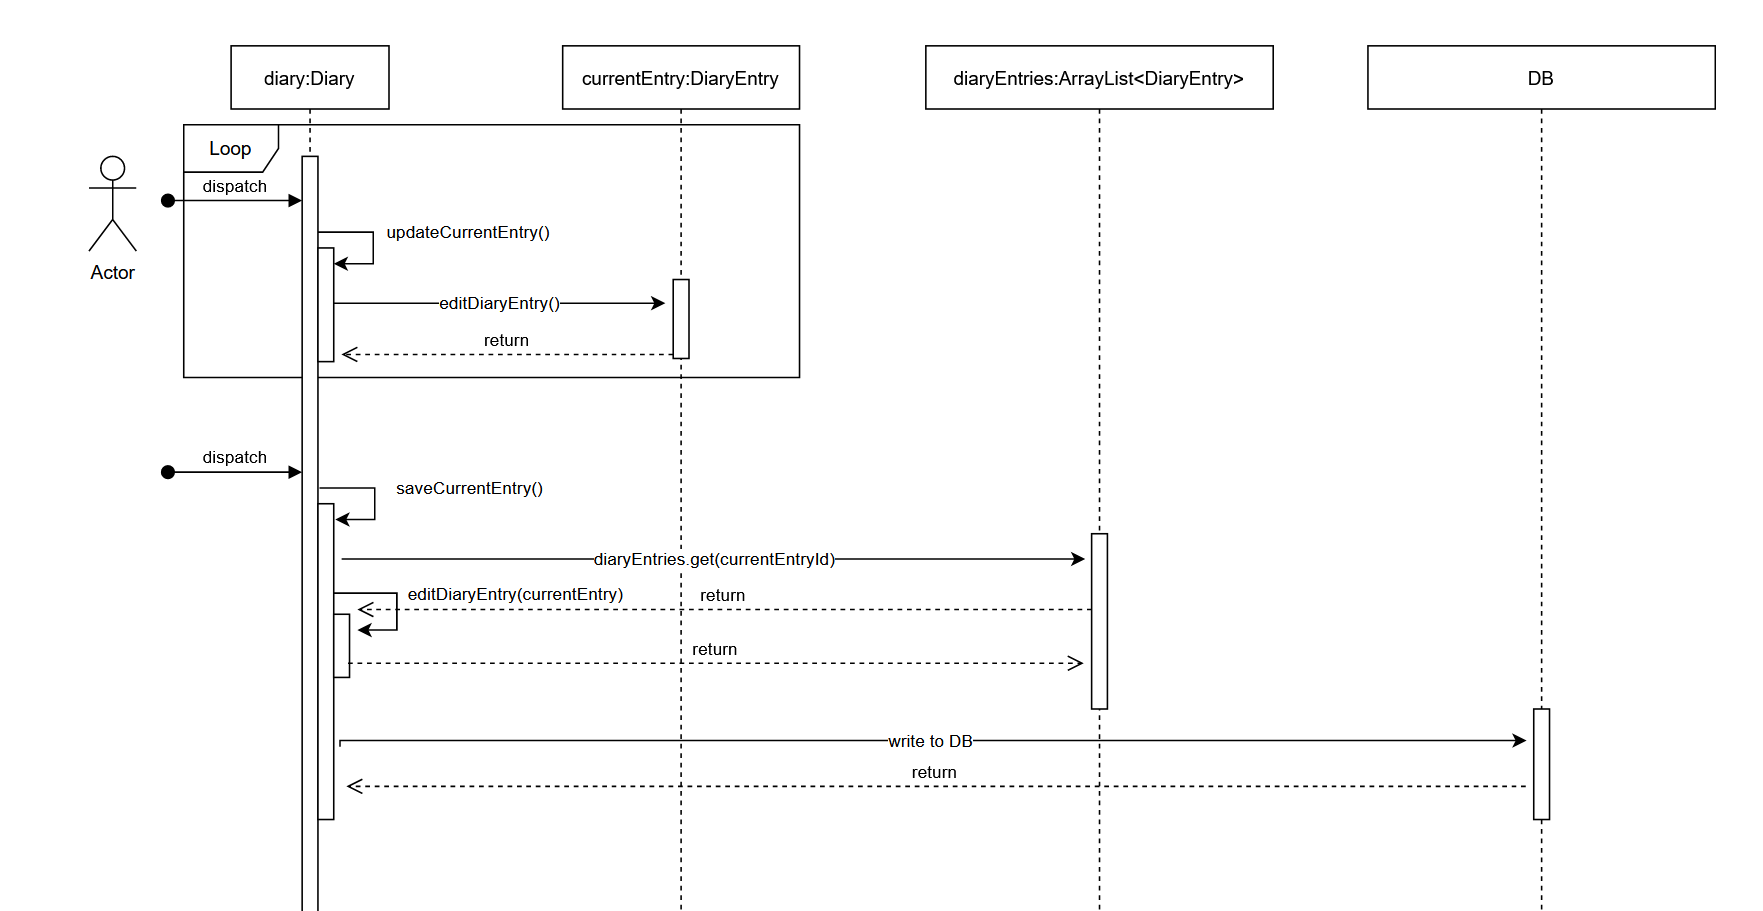 diary:Diary
currentEntry:DiaryEntry
diaryEntries:ArrayList<DiaryEntry>
DB
Loop
dispatch
updateCurrentEntry()
Actor
editDiaryEntry()
return
dispatch
saveCurrentEntry()
diaryEntries.get(currentEntryId)
editDiaryEntry(currentEntry)
return
return
write to DB
return